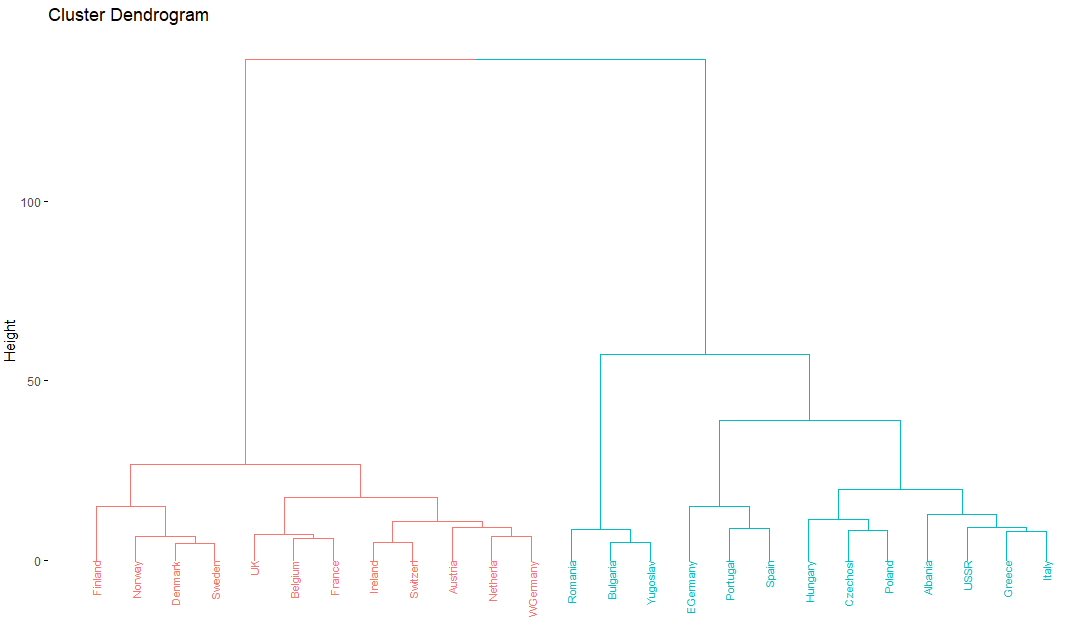 Cluster Dendrogram
Height
100
50
0
Finland
Norway
Denmark
Sweden
UK
Belgium
France
Ireland
Switzerl
Austria
Netherla
WGermany
Romania
Bulgaria
Yugoslav
EGermany
Portugal
Spain
Hungary
Czechosl
Poland
Albania
USSR
Greece
Italy